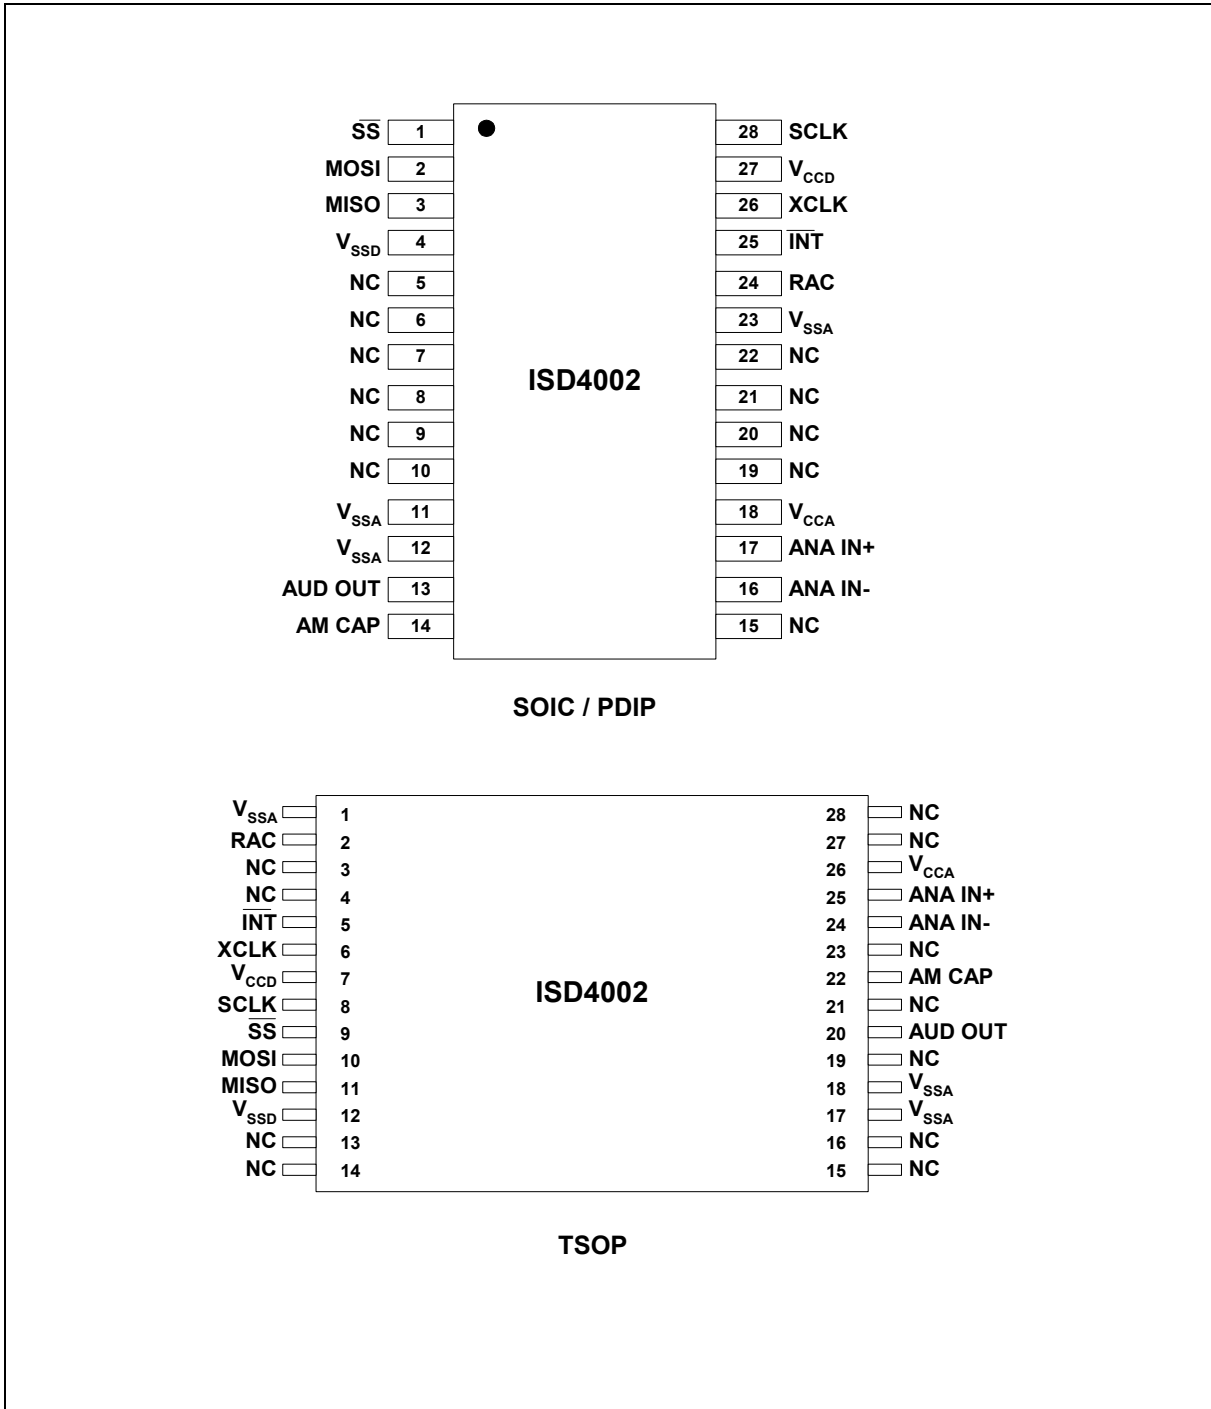 S̅S̅ 1 28 SCLK
MOSI 2 27 VCCD
MISO 3 26 XCLK
VSSD 4 25 I̅N̅T̅
NC 5 24 RAC
NC 6 23 VSSA
NC 7 22 NC
ISD4002
NC 8 21 NC
NC 9 20 NC
NC 10 19 NC
VSSA 11 18 VCCA
VSSA 12 17 ANA IN+
AUD OUT 13 16 ANA IN-
AM CAP 14 15 NC
SOIC / PDIP
VSSA 1 28 NC
RAC 2 27 NC
NC 3 26 VCCA
NC 4 25 ANA IN+
I̅N̅T̅ 5 24 ANA IN-
XCLK 6 23 NC
VCCD 7 22 AM CAP
ISD4002
SCLK 8 21 NC
S̅S̅ 9 20 AUD OUT
MOSI 10 19 NC
MISO 11 18 VSSA
VSSD 12 17 VSSA
NC 13 16 NC
NC 14 15 NC
TSOP